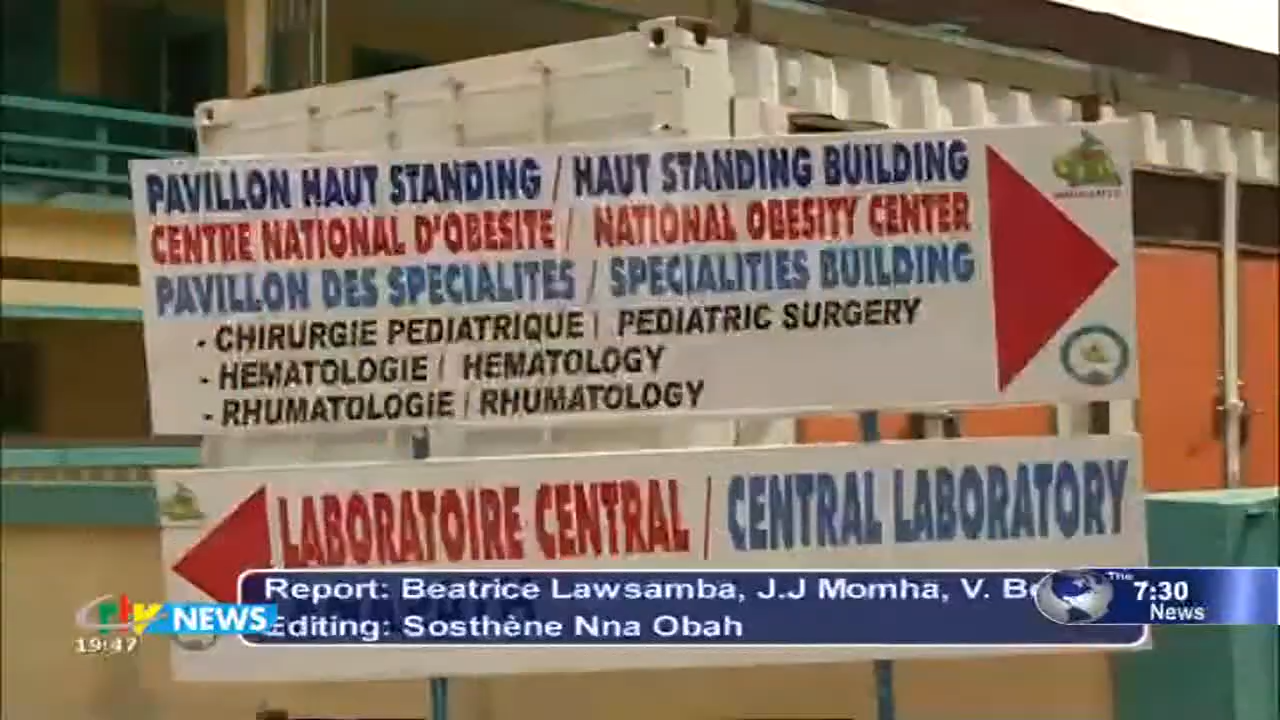 PAVILLON HAUT STANDING / HAUT STANDING BUILDING
CENTRE NATIONAL D'OBESITE / NATIONAL OBESITY CENTER
PAVILLON DES SPECIALITES / SPECIALITIES BUILDING
- CHIRURGIE PEDIATRIQUE / PEDIATRIC SURGERY
- HEMATOLOGIE / HEMATOLOGY
- RHUMATOLOGIE / RHUMATOLOGY
LABORATOIRE CENTRAL / CENTRAL LABORATORY
Report: Beatrice Lawsamba, J.J Momha, V.
Editing: Sosthène Nna Obah
The 7:30
News
NEWS
19:47